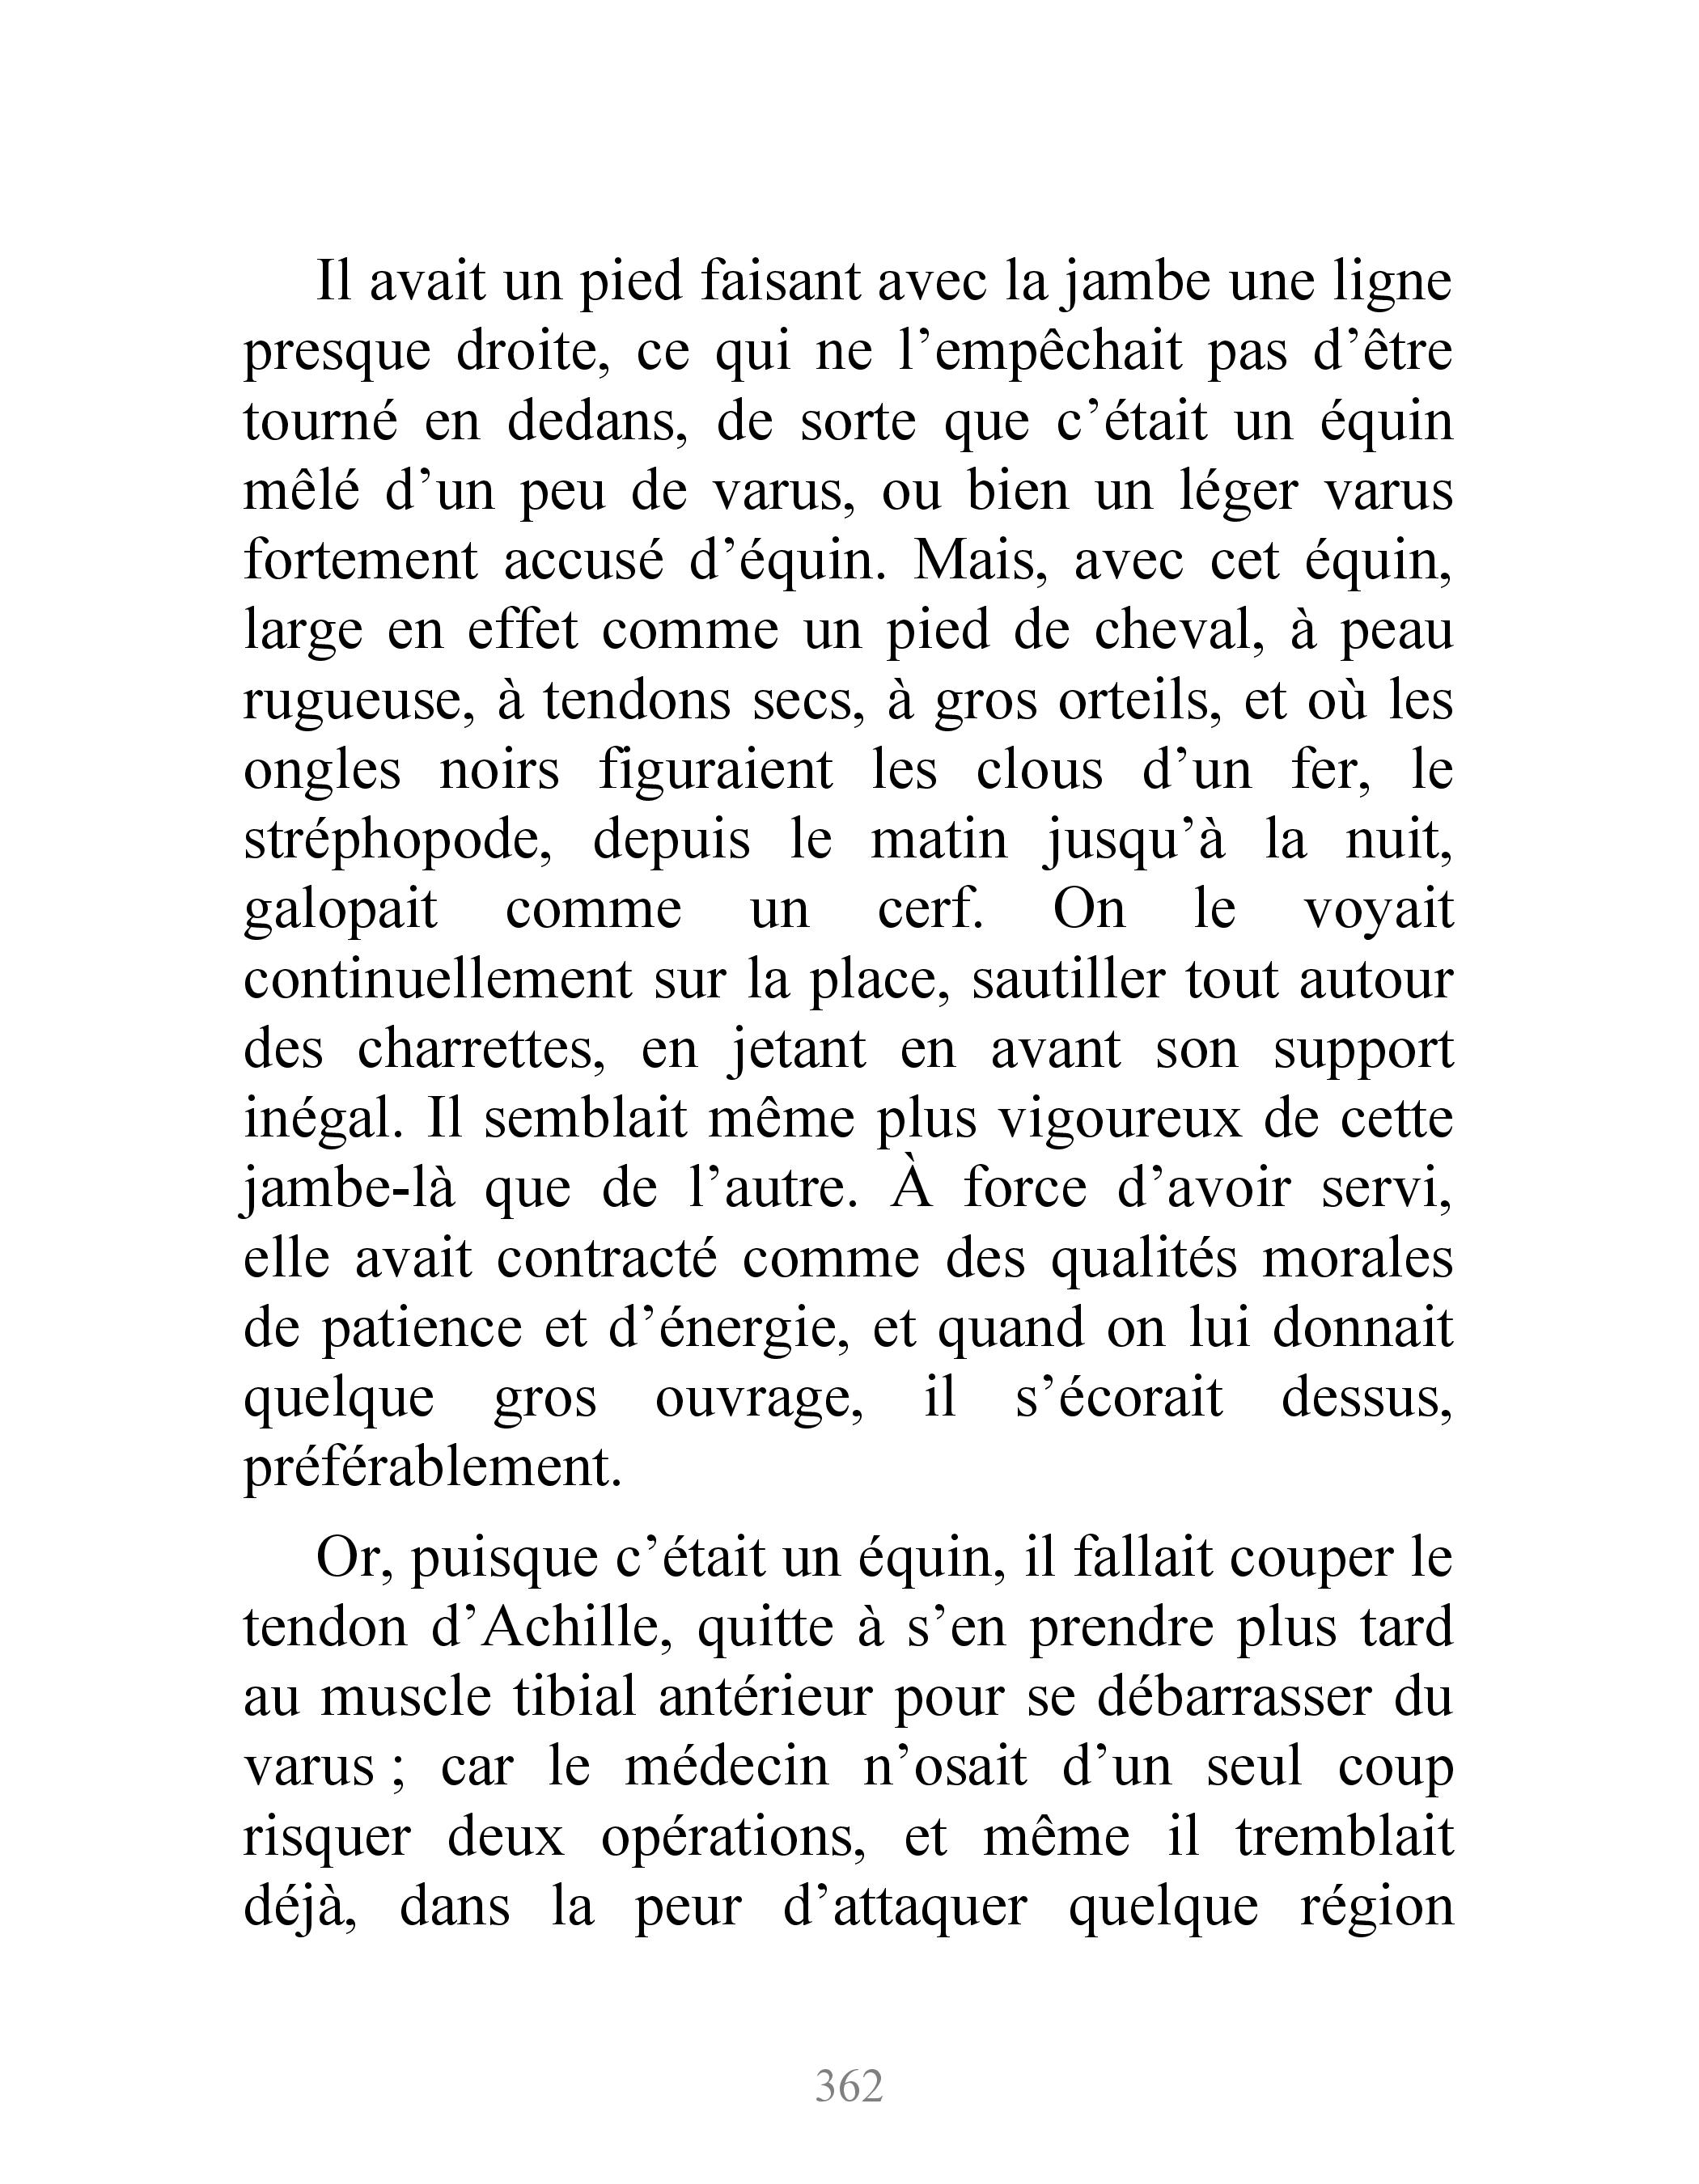 Il avait un pied faisant avec la jambe une ligne
presque droite, ce qui ne l’empêchait pas d’être
tourné en dedans, de sorte que c’était un équin
mêlé d’un peu de varus, ou bien un léger varus
fortement accusé d’équin. Mais, avec cet équin,
large en effet comme un pied de cheval, à peau
rugueuse, à tendons secs, à gros orteils, et où les
ongles noirs figuraient les clous d’un fer, le
stréphopode, depuis le matin jusqu’à la nuit,
galopait comme un cerf. On le voyait
continuellement sur la place, sautiller tout autour
des charrettes, en jetant en avant son support
inégal. Il semblait même plus vigoureux de cette
jambe-là que de l’autre. À force d’avoir servi,
elle avait contracté comme des qualités morales
de patience et d’énergie, et quand on lui donnait
quelque gros ouvrage, il s’écorait dessus,
préférablement.
Or, puisque c’était un équin, il fallait couper le
tendon d’Achille, quitte à s’en prendre plus tard
au muscle tibial antérieur pour se débarrasser du
varus ; car le médecin n’osait d’un seul coup
risquer deux opérations, et même il tremblait
déjà, dans la peur d’attaquer quelque région
362